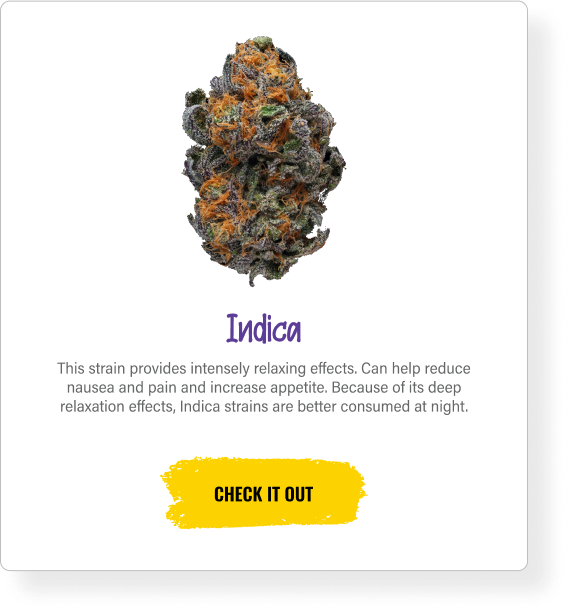 Indica
This strain provides intensely relaxing effects. Can help reduce
nausea and pain and increase appetite. Because of its deep
relaxation effects, Indica strains are better consumed at night.
CHECK IT OUT